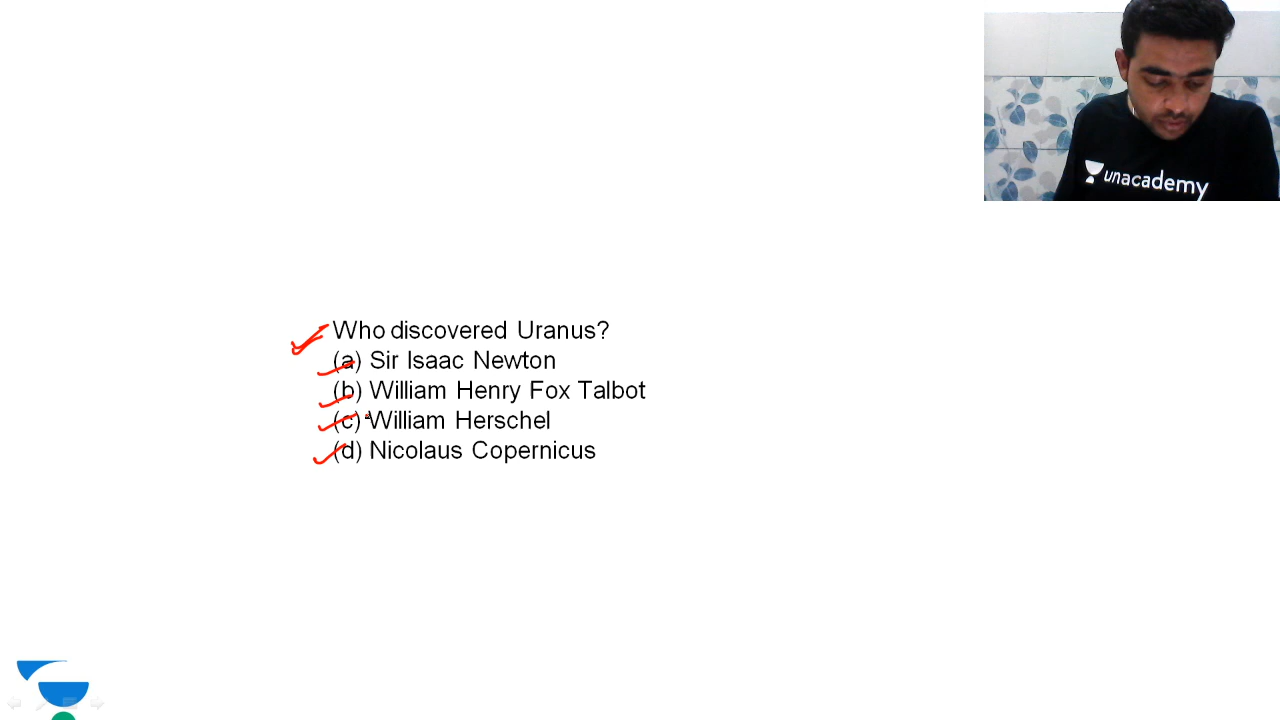 unacademy
Who discovered Uranus?
(a) Sir Isaac Newton
(b) William Henry Fox Talbot
(c) William Herschel
(d) Nicolaus Copernicus